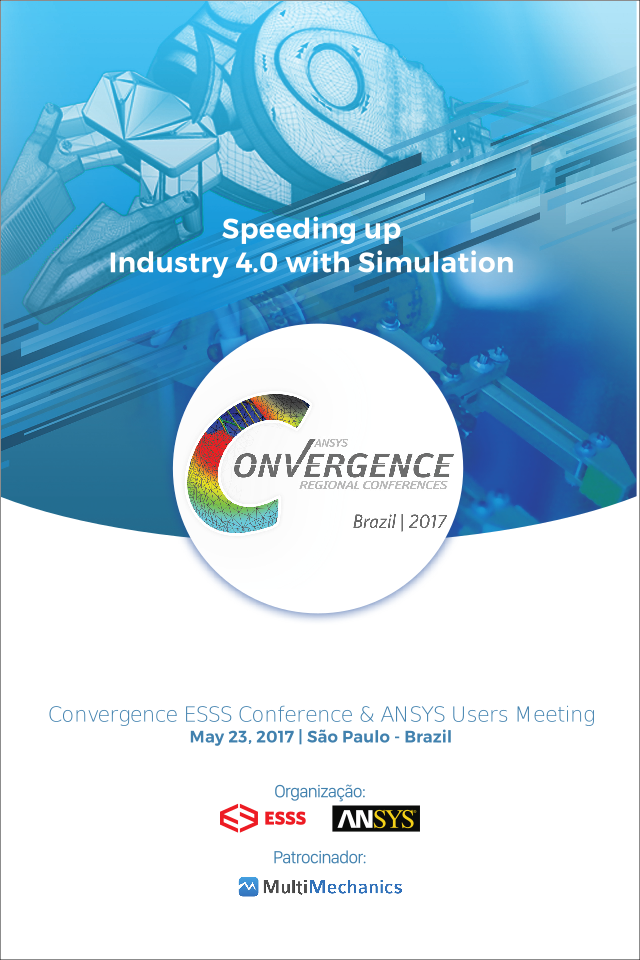 Speeding up
Industry 4.0 with Simulation
ANSYS
CONVERGENCE
REGIONAL CONFERENCES
Brazil | 2017
Convergence ESSS Conference & ANSYS Users Meeting
May 23, 2017 | São Paulo - Brazil
Organização:
ESSS ANSYS®
Patrocinador:
MultiMechanics